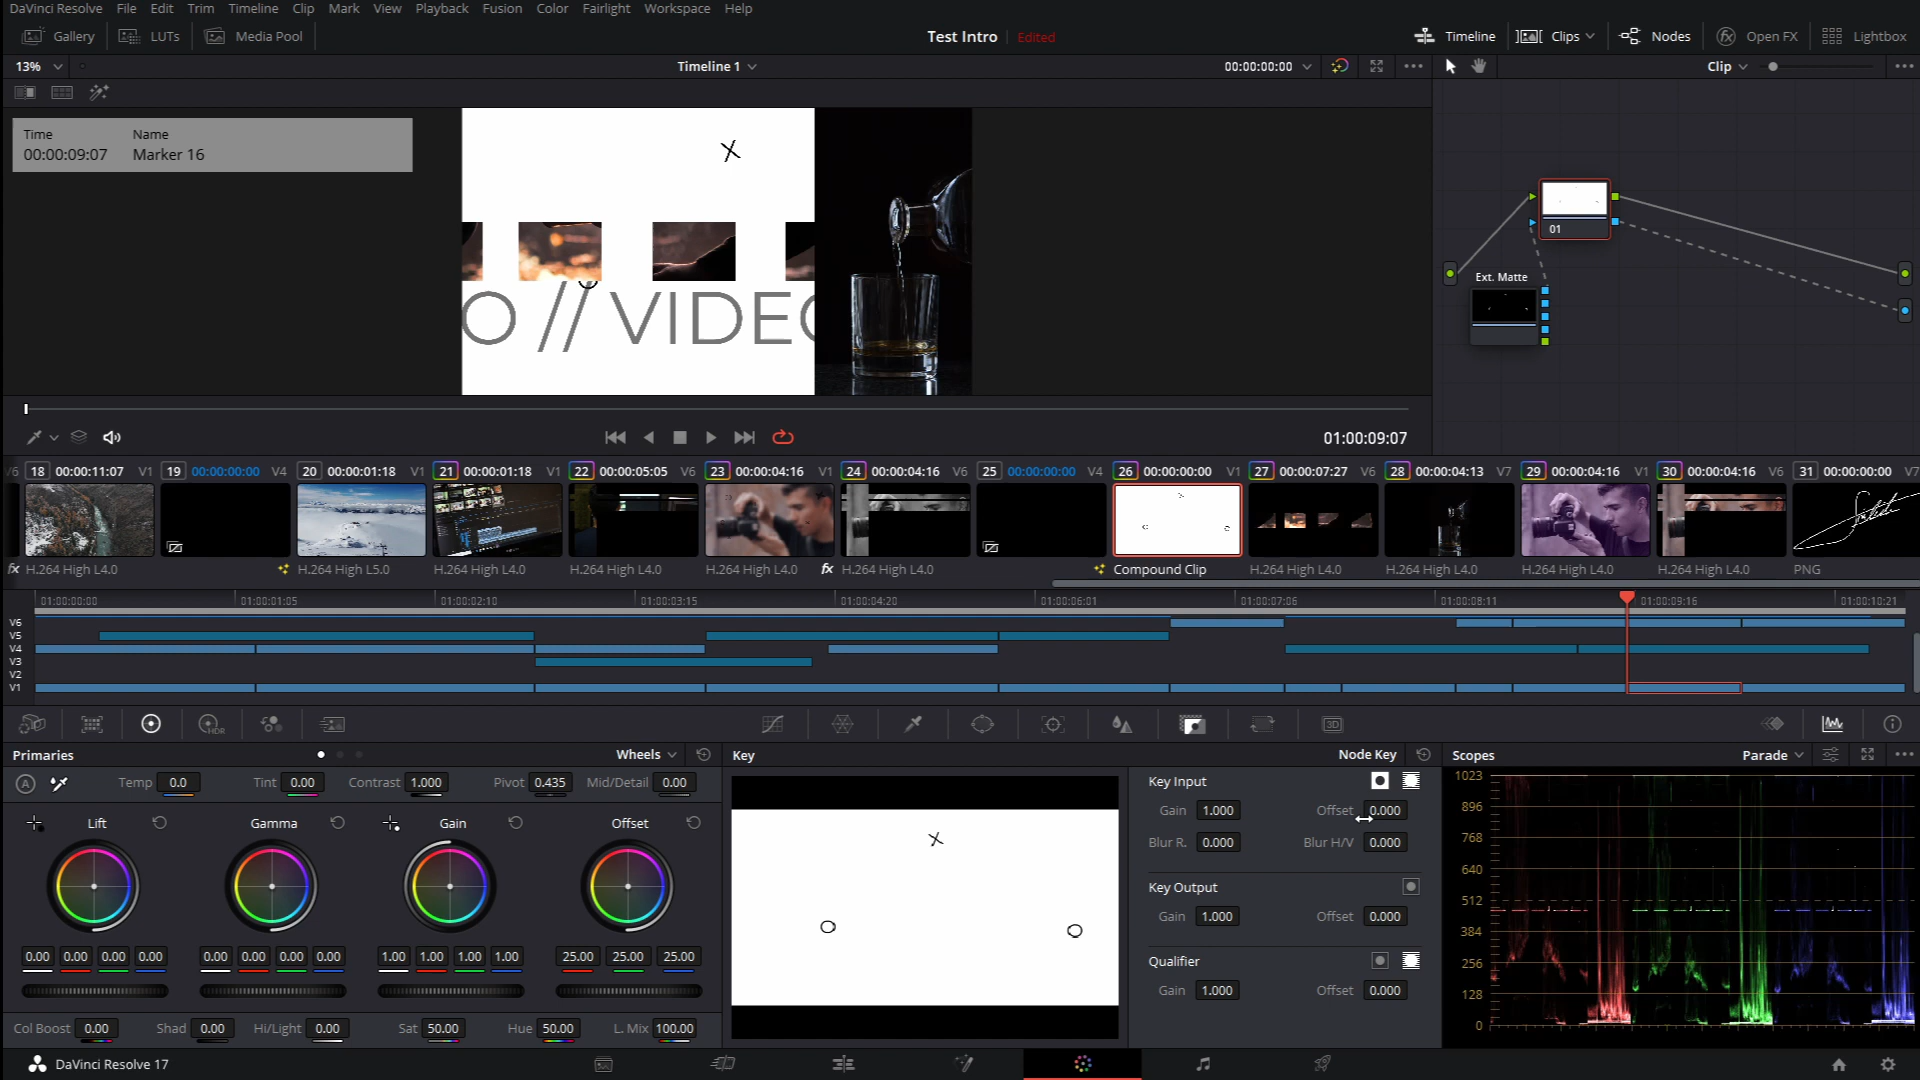 DaVinci Resolve File Edit Trim Timeline Clip Mark View Playback Fusion Color Fairlight Workspace Help
Gallery LUTs Media Pool Test Intro Edited Timeline Clips Nodes fx Open FX Lightbox
13% Timeline 1 00:00:00:00 Clip
Time Name
00:00:09:07 Marker 16
X
O // VIDEO
01
Ext. Matte
01:00:09:07
V6 18 00:00:11:07 V1 19 00:00:00:00 V4 20 00:00:01:18 V1 21 00:00:01:18 V1 22 00:00:05:05 V6 23 00:00:04:16 V1 24 00:00:04:16 V6 25 00:00:00:00 V4 26 00:00:00:00 V1 27 00:00:07:27 V6 28 00:00:04:13 V7 29 00:00:04:16 V1 30 00:00:04:16 V6 31 00:00:00:00 V7
fx H.264 High L4.0 H.264 High L5.0 H.264 High L4.0 H.264 High L4.0 H.264 High L4.0 fx H.264 High L4.0 Compound Clip H.264 High L4.0 H.264 High L4.0 H.264 High L4.0 H.264 High L4.0 PNG
01:00:00:00 01:00:01:05 01:00:02:10 01:00:03:15 01:00:04:20 01:00:06:01 01:00:07:06 01:00:08:11 01:00:09:16 01:00:10:21
V6
V5
V4
V3
V2
V1
HDR 3D
Primaries Wheels Key Node Key Scopes Parade
A Temp 0.0 Tint 0.00 Contrast 1.000 Pivot 0.435 Mid/Detail 0.00
Lift Gamma Gain Offset
0.00 0.00 0.00 0.00 0.00 0.00 0.00 0.00 1.00 1.00 1.00 1.00 25.00 25.00 25.00
Col Boost 0.00 Shad 0.00 Hi/Light 0.00 Sat 50.00 Hue 50.00 L. Mix 100.00
X
O O
Key Input
Gain 1.000 Offset 0.000
Blur R. 0.000 Blur H/V 0.000
Key Output
Gain 1.000 Offset 0.000
Qualifier
Gain 1.000 Offset 0.000
1023
896
768
640
512
384
256
128
0
DaVinci Resolve 17